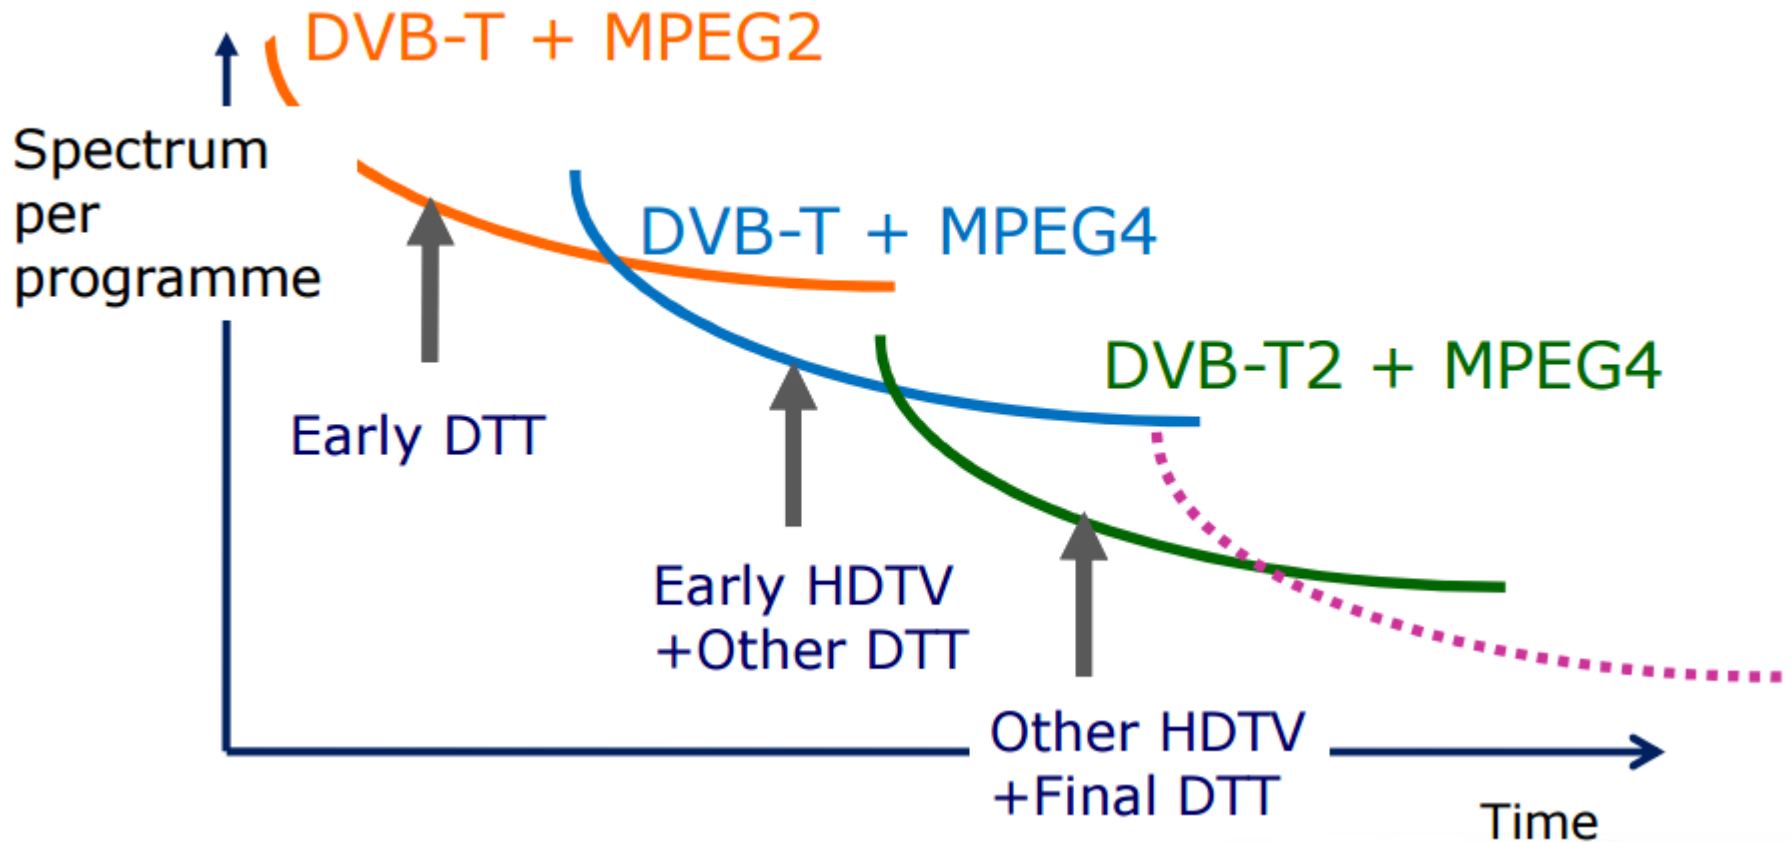 DVB-T + MPEG2
Spectrum
per
programme
DVB-T + MPEG4
DVB-T2 + MPEG4
Early DTT
Early HDTV
+Other DTT
Other HDTV
+Final DTT
Time